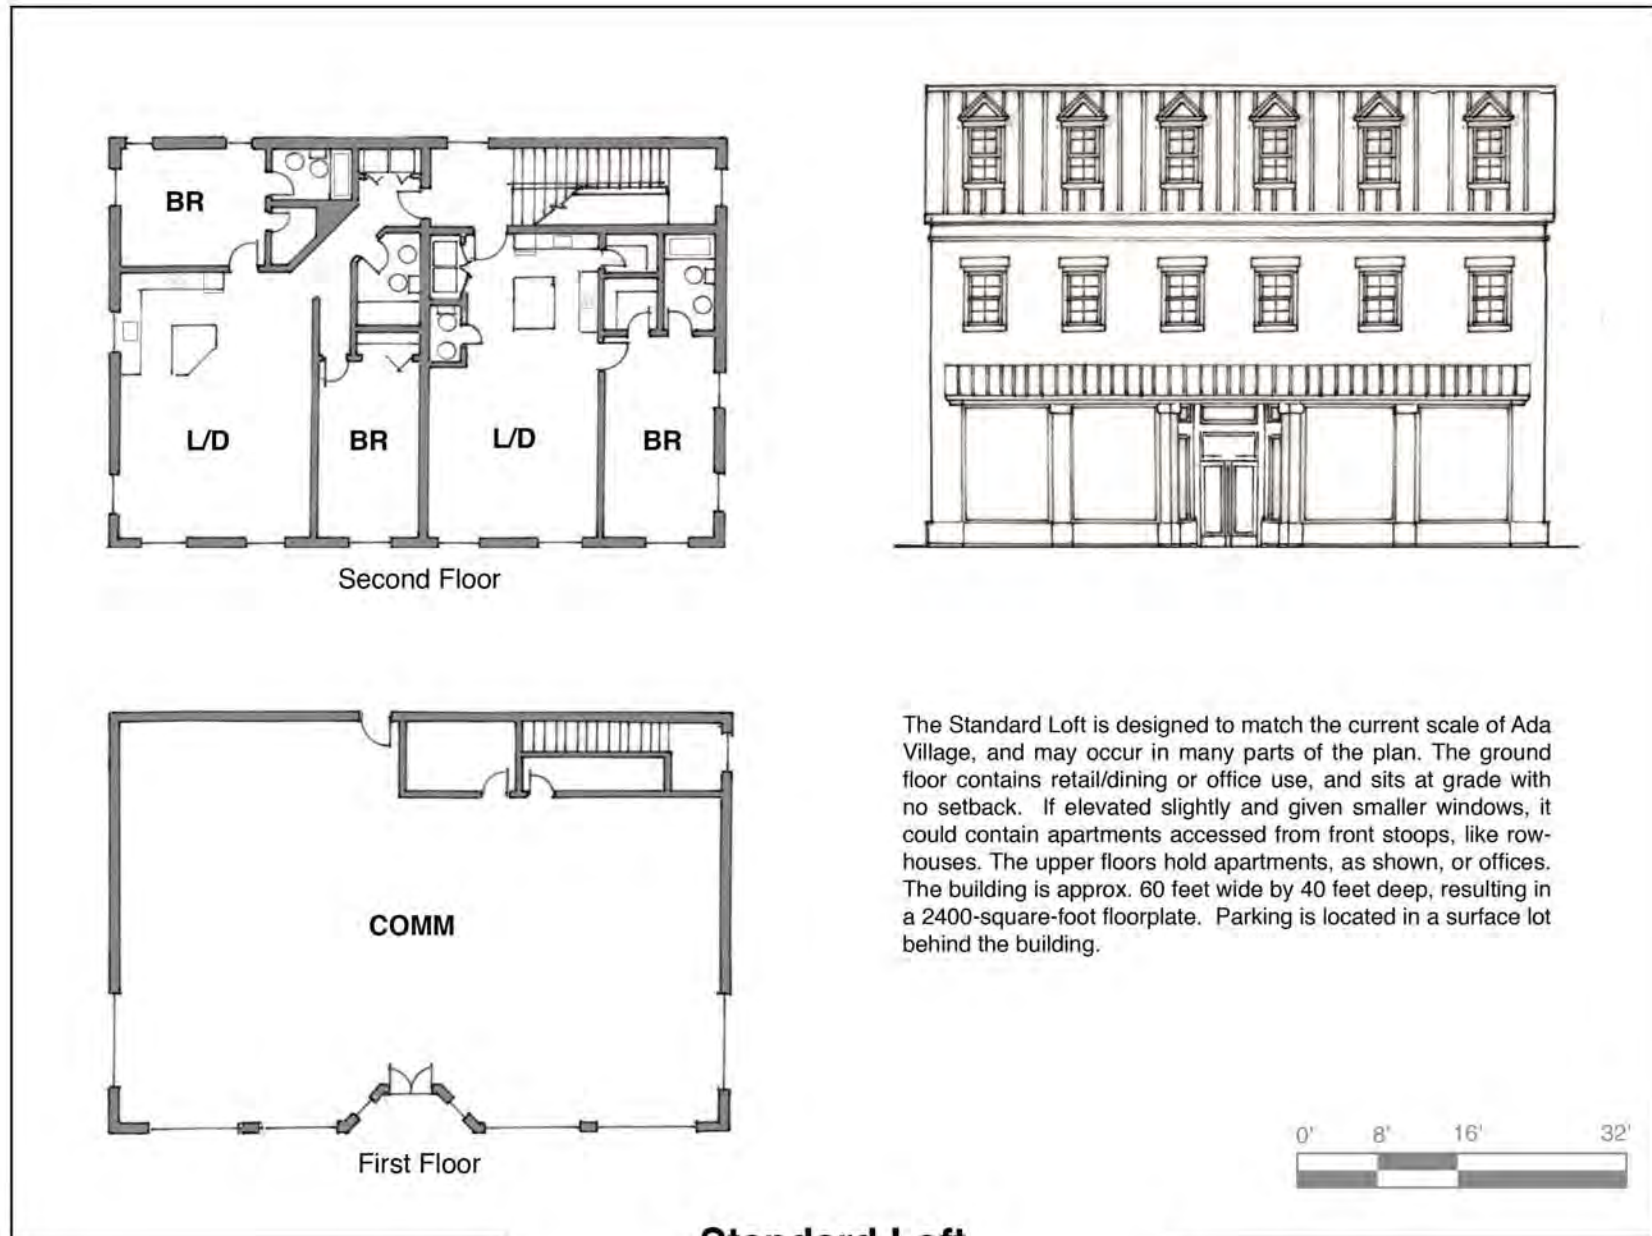 BR
L/D
BR
L/D
BR
Second Floor
COMM
First Floor
The Standard Loft is designed to match the current scale of Ada
Village, and may occur in many parts of the plan. The ground
floor contains retail/dining or office use, and sits at grade with
no setback. If elevated slightly and given smaller windows, it
could contain apartments accessed from front stoops, like row-
houses. The upper floors hold apartments, as shown, or offices.
The building is approx. 60 feet wide by 40 feet deep, resulting in
a 2400-square-foot floorplate. Parking is located in a surface lot
behind the building.
0' 8' 16' 32'
Standard Loft